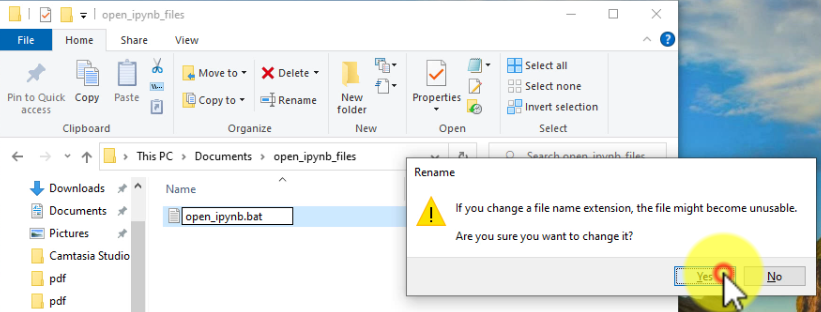 open_ipynb_files
File
Home
Share
View
Pin to Quick access
Copy
Paste
Move to
Copy to
Delete
Rename
New folder
Properties
Select all
Select none
Invert selection
Clipboard
Organize
New
Open
Select
This PC > Documents > open_ipynb_files
Search open_ipynb_files
Downloads
Documents
Pictures
Camtasia Studio
pdf
pdf
Name
open_ipynb.bat
Rename
If you change a file name extension, the file might become unusable.
Are you sure you want to change it?
Yes
No